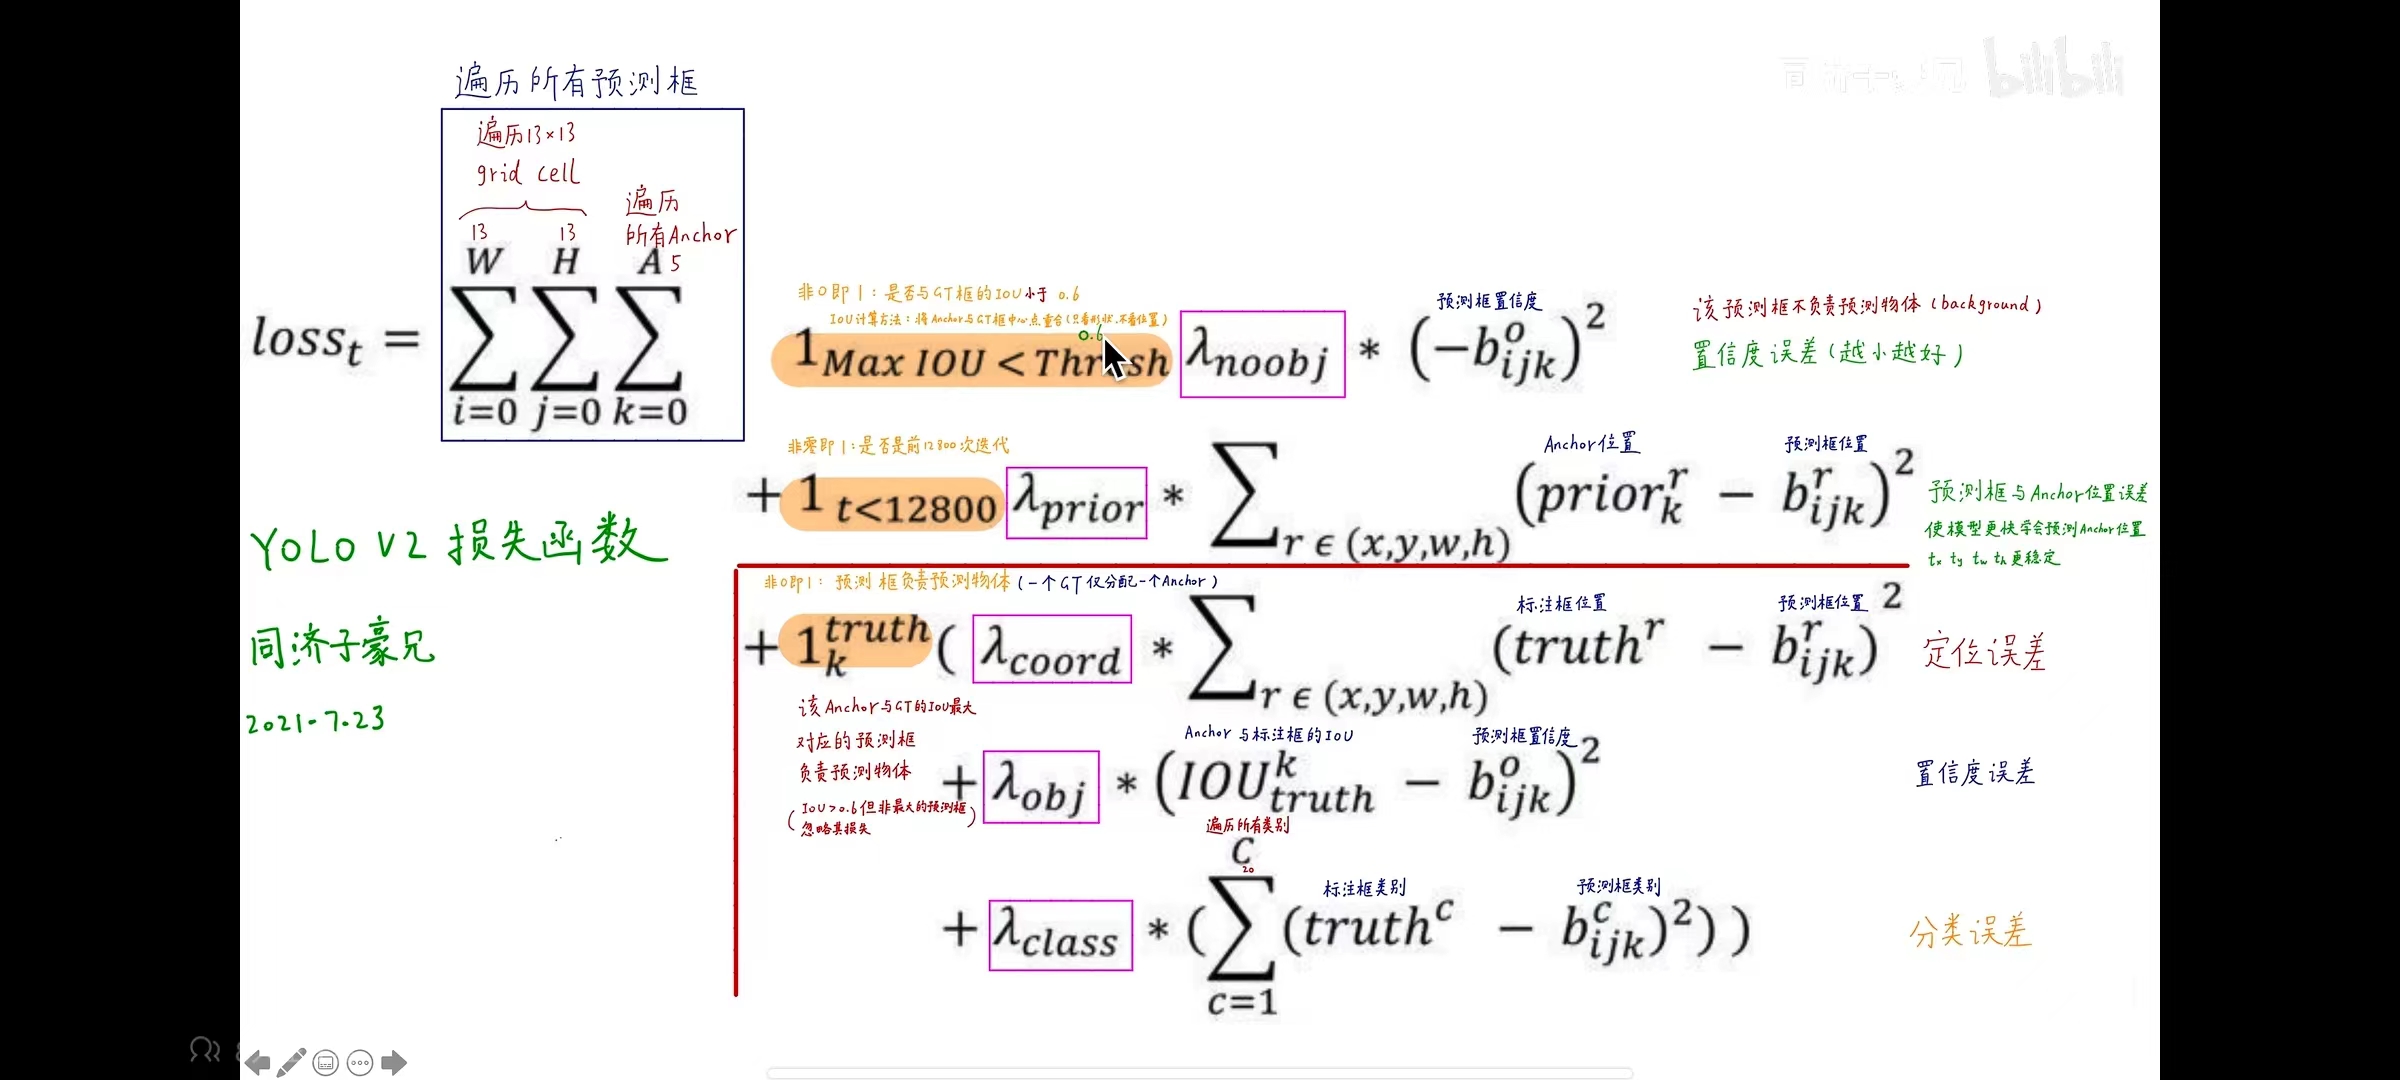 遍历所有预测框
遍历13×13
grid cell
遍历
所有Anchor
13 13
W H A 5
loss_t = ∑ ∑ ∑
i=0 j=0 k=0
bilibili
非0即1：是否与GT框的IOU小于 0.6
IOU计算方法：将Anchor与GT框中心点重合(只看形状,不看位置)
0.6
预测框置信度
1_{Max IOU < Thresh} λ_{noobj} * (−b_{ijk}^o)^2
该预测框不负责预测物体(background)
置信度误差(越小越好)
非零即1:是否是前12800次迭代
Anchor位置 预测框位置
+ 1_{t<12800} λ_{prior} * ∑_{r ϵ (x,y,w,h)} (prior_k^r − b_{ijk}^r)^2
预测框与Anchor位置误差
使模型更快学会预测Anchor位置
tx ty tw th更稳定
YOLO V2 损失函数
同济子豪兄
2021-7.23
非0即1：预测框负责预测物体(一个GT仅分配一个Anchor)
标注框位置 预测框位置
+ 1_k^{truth} ( λ_{coord} * ∑_{r ϵ (x,y,w,h)} (truth^r − b_{ijk}^r)^2
定位误差
该Anchor与GT的IOU最大
对应的预测框
负责预测物体
(IOU>0.6但非最大的预测框
忽略其损失)
Anchor与标注框的IOU 预测框置信度
+ λ_{obj} * (IOU_{truth}^k − b_{ijk}^o)^2
置信度误差
遍历所有类别
C
20
标注框类别 预测框类别
+ λ_{class} * (∑ (truth^c − b_{ijk}^c)^2))
c=1
分类误差